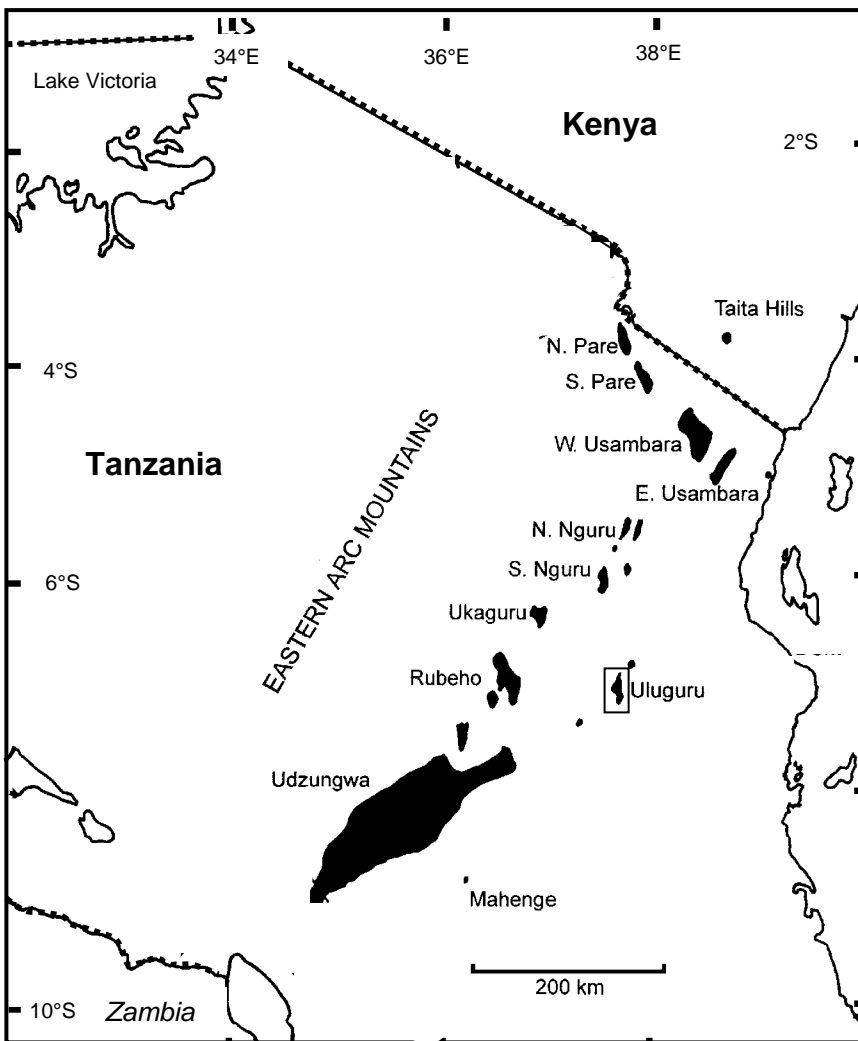 34°E
36°E
38°E
Lake Victoria
Kenya
2°S
Taita Hills
N. Pare
4°S
S. Pare
W. Usambara
Tanzania
E. Usambara
EASTERN ARC MOUNTAINS
N. Nguru
S. Nguru
6°S
Ukaguru
Rubeho
Uluguru
Udzungwa
Mahenge
200 km
10°S
Zambia